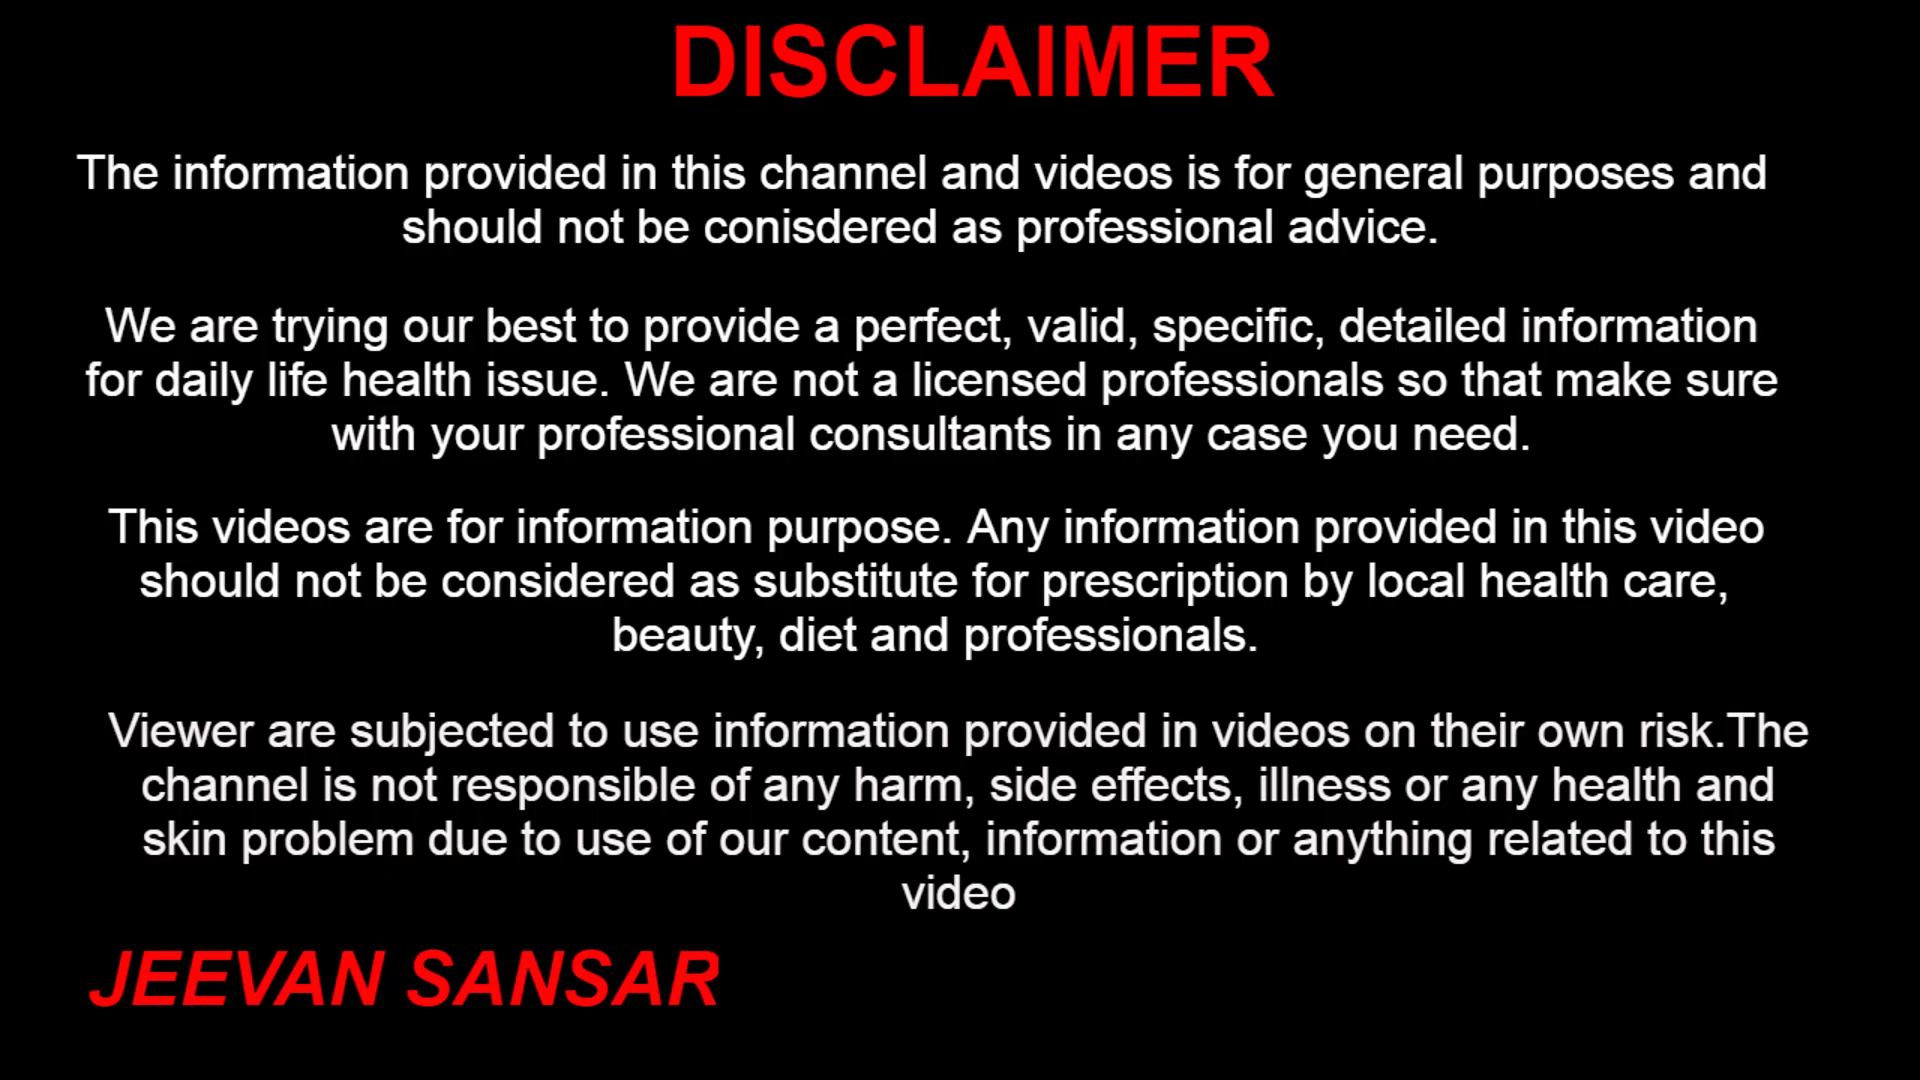 DISCLAIMER
The information provided in this channel and videos is for general purposes and
should not be conisdered as professional advice.
We are trying our best to provide a perfect, valid, specific, detailed information
for daily life health issue. We are not a licensed professionals so that make sure
with your professional consultants in any case you need.
This videos are for information purpose. Any information provided in this video
should not be considered as substitute for prescription by local health care,
beauty, diet and professionals.
Viewer are subjected to use information provided in videos on their own risk.The
channel is not responsible of any harm, side effects, illness or any health and
skin problem due to use of our content, information or anything related to this
video
JEEVAN SANSAR